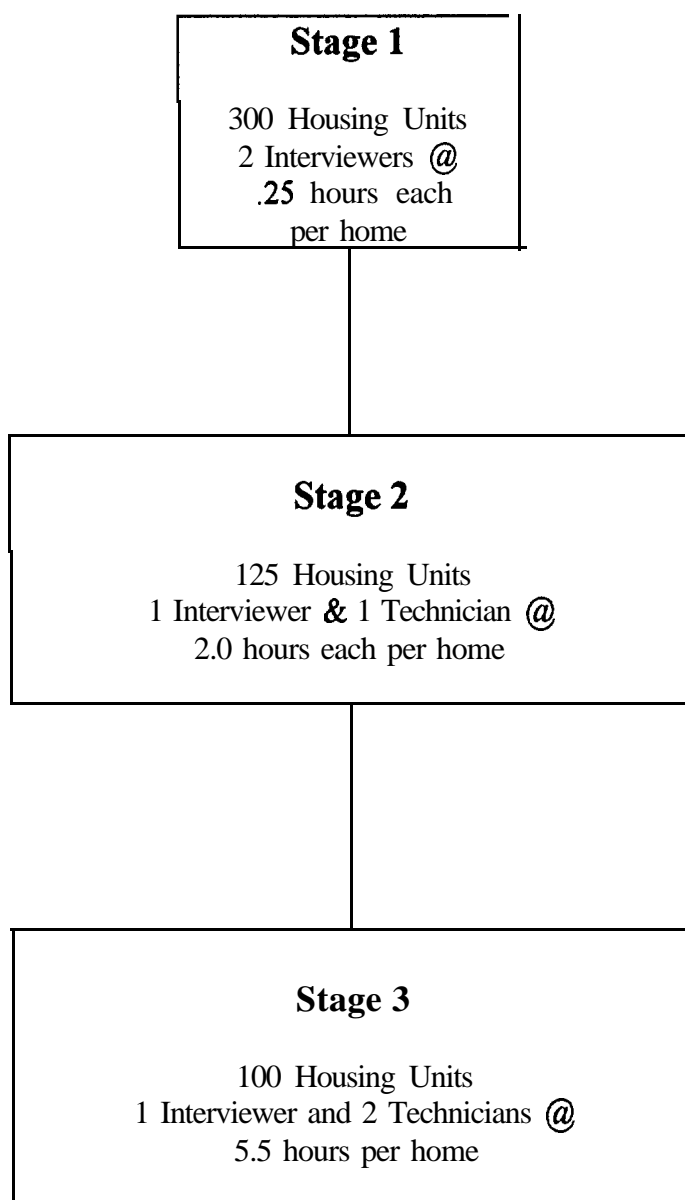 Stage 1
300 Housing Units
2 Interviewers @
.25 hours each
per home
Stage 2
125 Housing Units
1 Interviewer & 1 Technician @
2.0 hours each per home
Stage 3
100 Housing Units
1 Interviewer and 2 Technicians @
5.5 hours per home